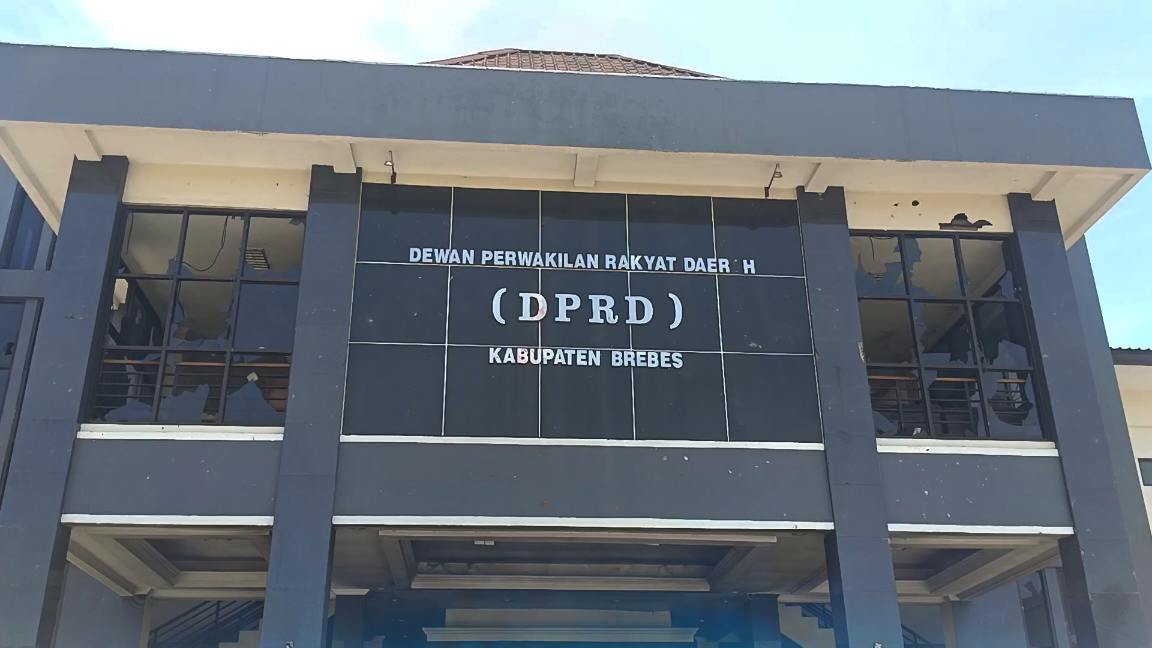 DEWAN PERWAKILAN RAKYAT DAER H
(DPRD)
KABUPATEN BREBES